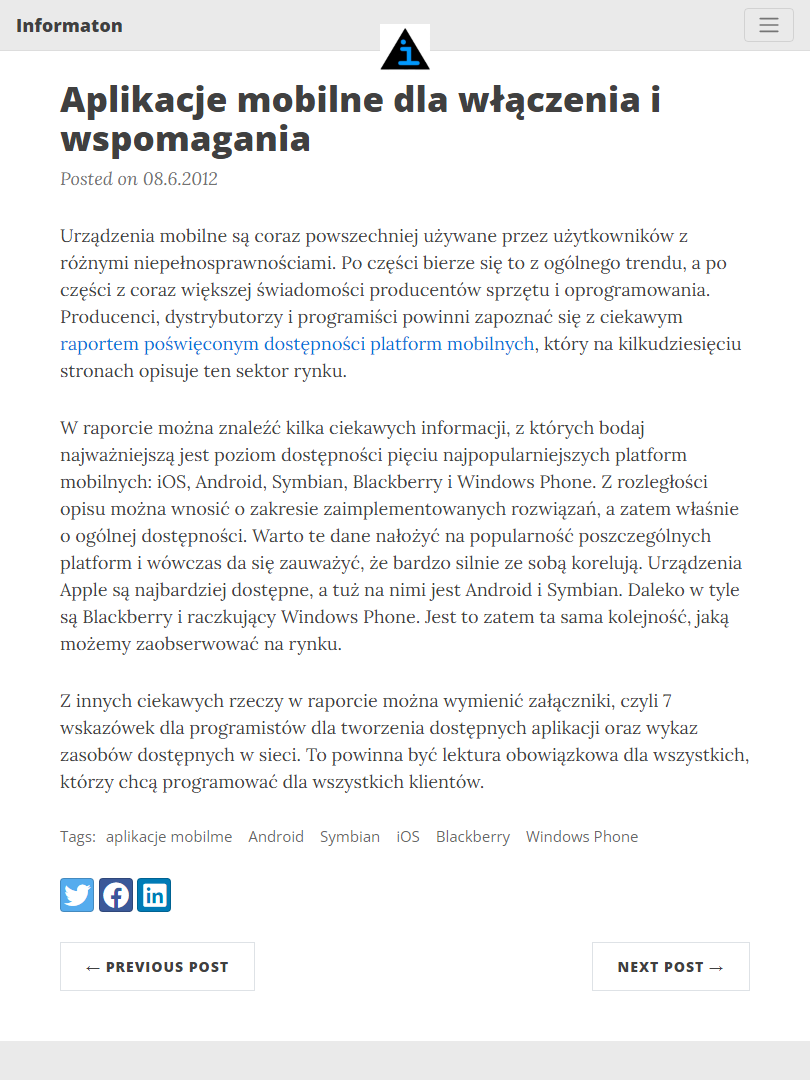 Informaton
i
Aplikacje mobilne dla włączenia i
wspomagania
Posted on 08.6.2012
Urządzenia mobilne są coraz powszechniej używane przez użytkowników z
różnymi niepełnosprawnościami. Po części bierze się to z ogólnego trendu, a po
części z coraz większej świadomości producentów sprzętu i oprogramowania.
Producenci, dystrybutorzy i programiści powinni zapoznać się z ciekawym
raportem poświęconym dostępności platform mobilnych, który na kilkudziesięciu
stronach opisuje ten sektor rynku.
W raporcie można znaleźć kilka ciekawych informacji, z których bodaj
najważniejszą jest poziom dostępności pięciu najpopularniejszych platform
mobilnych: iOS, Android, Symbian, Blackberry i Windows Phone. Z rozległości
opisu można wnosić o zakresie zaimplementowanych rozwiązań, a zatem właśnie
o ogólnej dostępności. Warto te dane nałożyć na popularność poszczególnych
platform i wówczas da się zauważyć, że bardzo silnie ze sobą korelują. Urządzenia
Apple są najbardziej dostępne, a tuż na nimi jest Android i Symbian. Daleko w tyle
są Blackberry i raczkujący Windows Phone. Jest to zatem ta sama kolejność, jaką
możemy zaobserwować na rynku.
Z innych ciekawych rzeczy w raporcie można wymienić załączniki, czyli 7
wskazówek dla programistów dla tworzenia dostępnych aplikacji oraz wykaz
zasobów dostępnych w sieci. To powinna być lektura obowiązkowa dla wszystkich,
którzy chcą programować dla wszystkich klientów.
Tags: aplikacje mobilme Android Symbian iOS Blackberry Windows Phone
← PREVIOUS POST
NEXT POST →